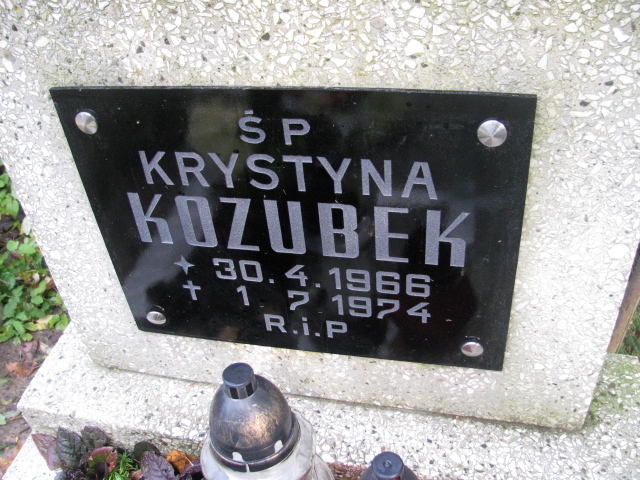 ŚP
KRYSTYNA
KOZUBEK
✦ 30.4.1966
✝ 1 7 1974
R.i.P